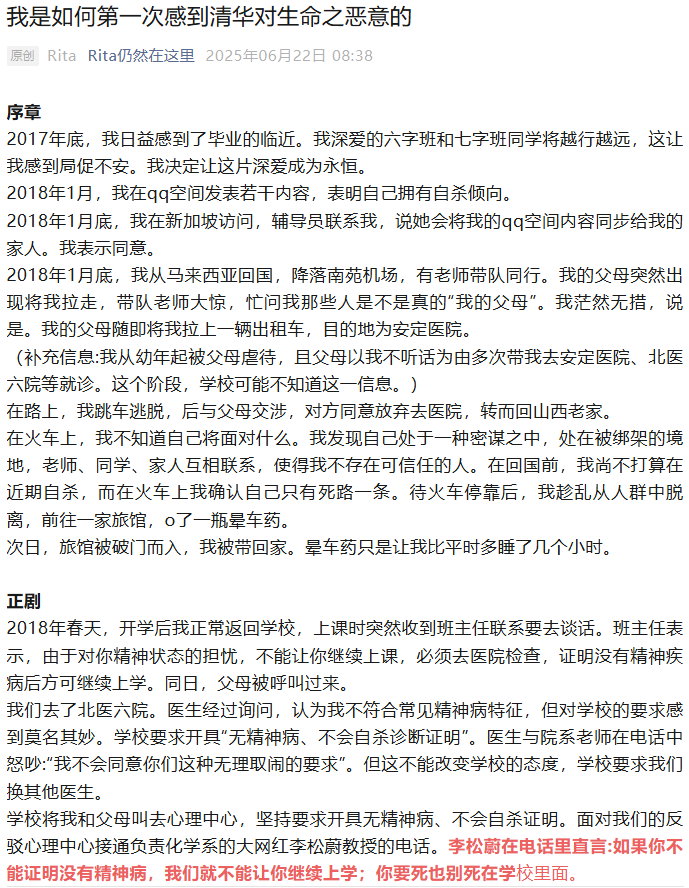 我是如何第一次感到清华对生命之恶意的
原创 Rita Rita仍然在这里 2025年06月22日 08:38
序章
2017年底，我日益感到了毕业的临近。我深爱的六字班和七字班同学将越行越远，这让
我感到局促不安。我决定让这片深爱成为永恒。
2018年1月，我在qq空间发表若干内容，表明自己拥有自杀倾向。
2018年1月底，我在新加坡访问，辅导员联系我，说她会将我的qq空间内容同步给我的
家人。我表示同意。
2018年1月底，我从马来西亚回国，降落南苑机场，有老师带队同行。我的父母突然出
现将我拉走，带队老师大惊，忙问我那些人是不是真的“我的父母”。我茫然无措，说
是。我的父母随即将我拉上一辆出租车，目的地为安定医院。
（补充信息:我从幼年起被父母虐待，且父母以我不听话为由多次带我去安定医院、北医
六院等就诊。这个阶段，学校可能不知道这一信息。）
在路上，我跳车逃脱，后与父母交涉，对方同意放弃去医院，转而回山西老家。
在火车上，我不知道自己将面对什么。我发现自己处于一种密谋之中，处在被绑架的境
地，老师、同学、家人互相联系，使得我不存在可信任的人。在回国前，我尚不打算在
近期自杀，而在火车上我确认自己只有死路一条。待火车停靠后，我趁乱从人群中脱
离，前往一家旅馆，o了一瓶晕车药。
次日，旅馆被破门而入，我被带回家。晕车药只是让我比平时多睡了几个小时。
正剧
2018年春天，开学后我正常返回学校，上课时突然收到班主任联系要去谈话。班主任表
示，由于对你精神状态的担忧，不能让你继续上课，必须去医院检查，证明没有精神疾
病后方可继续上学。同日，父母被呼叫过来。
我们去了北医六院。医生经过询问，认为我不符合常见精神病特征，但对学校的要求感
到莫名其妙。学校要求开具“无精神病、不会自杀诊断证明”。医生与院系老师在电话中
怒吵:“我不会同意你们这种无理取闹的要求”。但这不能改变学校的态度，学校要求我们
换其他医生。
学校将我和父母叫去心理中心，坚持要求开具无精神病、不会自杀证明。面对我们的反
驳心理中心接通负责化学系的大网红李松蔚教授的电话。李松蔚在电话里直言:如果你不
能证明没有精神病，我们就不能让你继续上学；你要死也别死在学校里面。